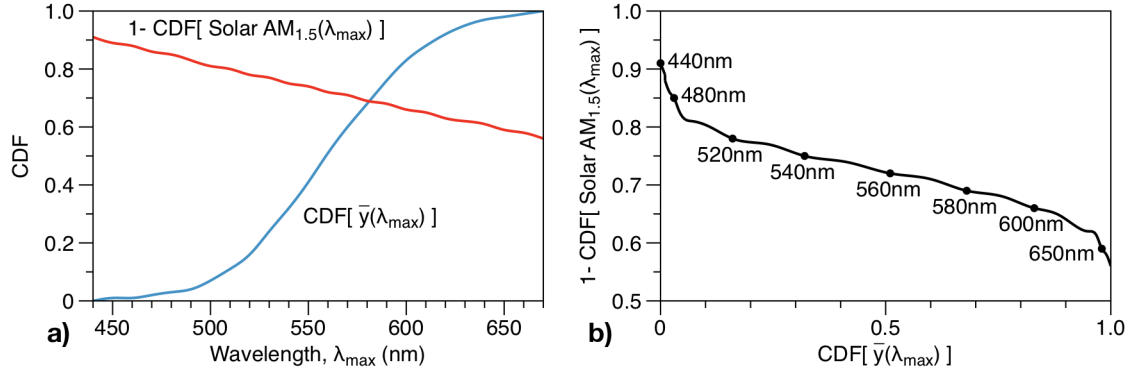 1.0
0.8
0.6
0.4
0.2
0
CDF
1- CDF[ Solar AM1.5(λmax) ]
CDF[ y̅(λmax) ]
450 500 550 600 650
Wavelength, λmax (nm)
a)
1.0
0.9
0.8
0.7
0.6
0.5
1- CDF[ Solar AM1.5(λmax) ]
440nm
480nm
520nm
540nm
560nm
580nm
600nm
650nm
0 0.5 1.0
CDF[ y̅(λmax) ]
b)